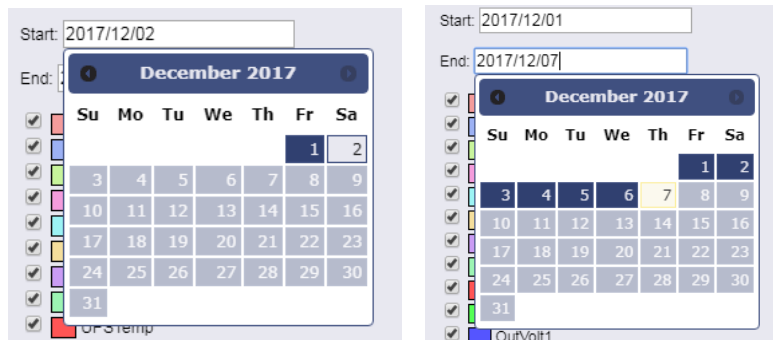 Start: 2017/12/02
End:
December 2017
Su Mo Tu We Th Fr Sa
1 2
3 4 5 6 7 8 9
10 11 12 13 14 15 16
17 18 19 20 21 22 23
24 25 26 27 28 29 30
31
UPSTemp
Start: 2017/12/01
End: 2017/12/07
December 2017
Su Mo Tu We Th Fr Sa
1 2
3 4 5 6 7 8 9
10 11 12 13 14 15 16
17 18 19 20 21 22 23
24 25 26 27 28 29 30
31
OutVolt1